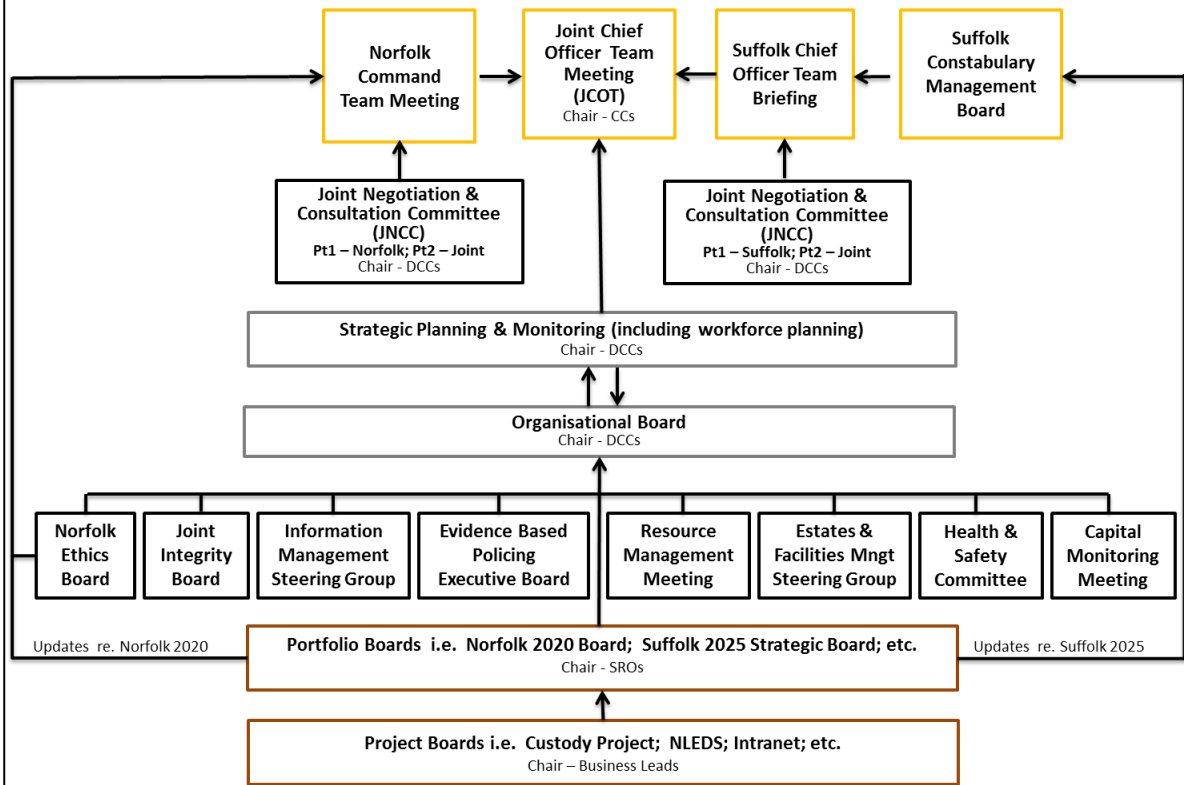 Norfolk
Command
Team Meeting
Joint Chief
Officer Team
Meeting
(JCOT)
Chair - CCs
Suffolk Chief
Officer Team
Briefing
Suffolk
Constabulary
Management
Board
Joint Negotiation &
Consultation Committee
(JNCC)
Pt1 – Norfolk; Pt2 – Joint
Chair - DCCs
Joint Negotiation &
Consultation Committee
(JNCC)
Pt1 – Suffolk; Pt2 – Joint
Chair - DCCs
Strategic Planning & Monitoring (including workforce planning)
Chair - DCCs
Organisational Board
Chair - DCCs
Norfolk
Ethics
Board
Joint
Integrity
Board
Information
Management
Steering Group
Evidence Based
Policing
Executive Board
Resource
Management
Meeting
Estates &
Facilities Mngt
Steering Group
Health &
Safety
Committee
Capital
Monitoring
Meeting
Updates re. Norfolk 2020
Portfolio Boards i.e. Norfolk 2020 Board; Suffolk 2025 Strategic Board; etc.
Chair - SROs
Updates re. Suffolk 2025
Project Boards i.e. Custody Project; NLEDS; Intranet; etc.
Chair – Business Leads